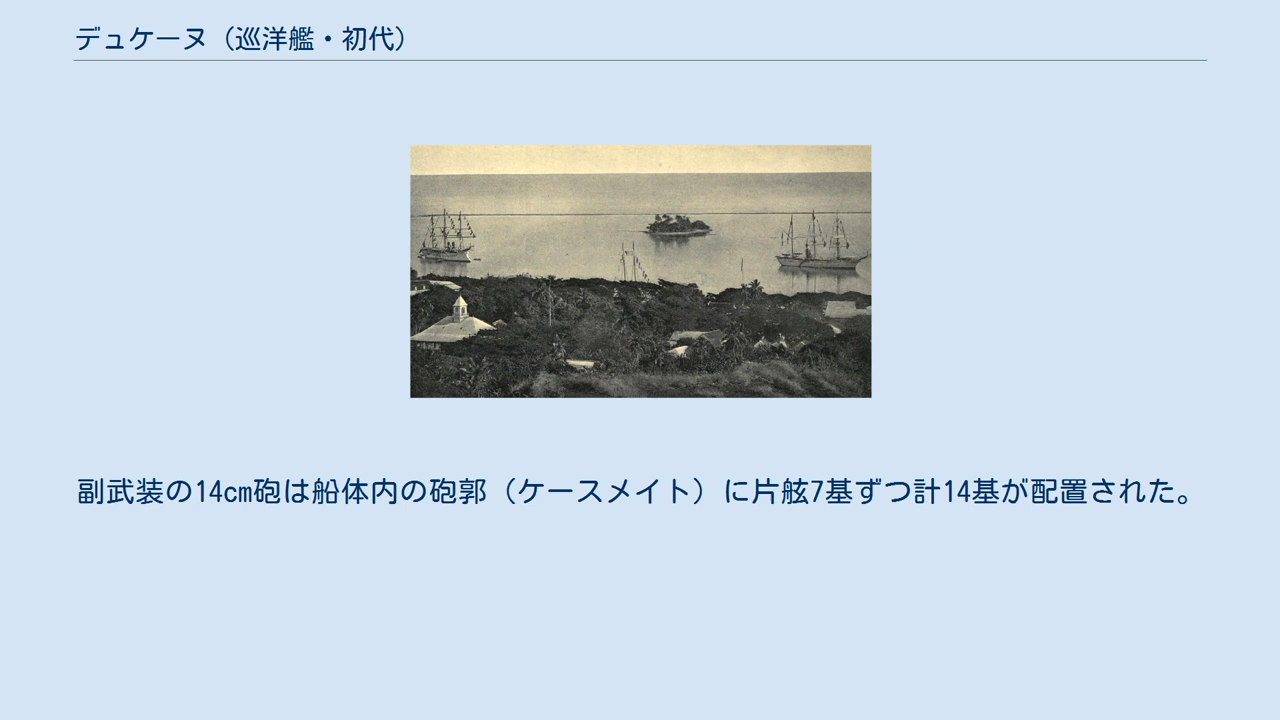 デュケーヌ（巡洋艦・初代）
副武装の14cm砲は船体内の砲郭（ケースメイト）に片舷7基ずつ計14基が配置された。